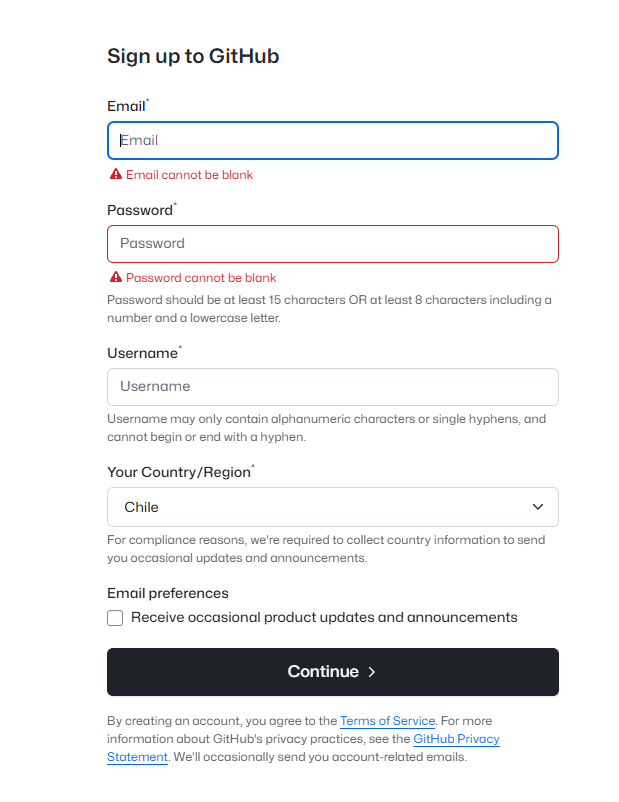 Sign up to GitHub
Email*
Email
Email cannot be blank
Password*
Password
Password cannot be blank
Password should be at least 15 characters OR at least 8 characters including a
number and a lowercase letter.
Username*
Username
Username may only contain alphanumeric characters or single hyphens, and
cannot begin or end with a hyphen.
Your Country/Region*
Chile
For compliance reasons, we're required to collect country information to send
you occasional updates and announcements.
Email preferences
Receive occasional product updates and announcements
Continue
By creating an account, you agree to the Terms of Service. For more
information about GitHub's privacy practices, see the GitHub Privacy
Statement. We'll occasionally send you account-related emails.